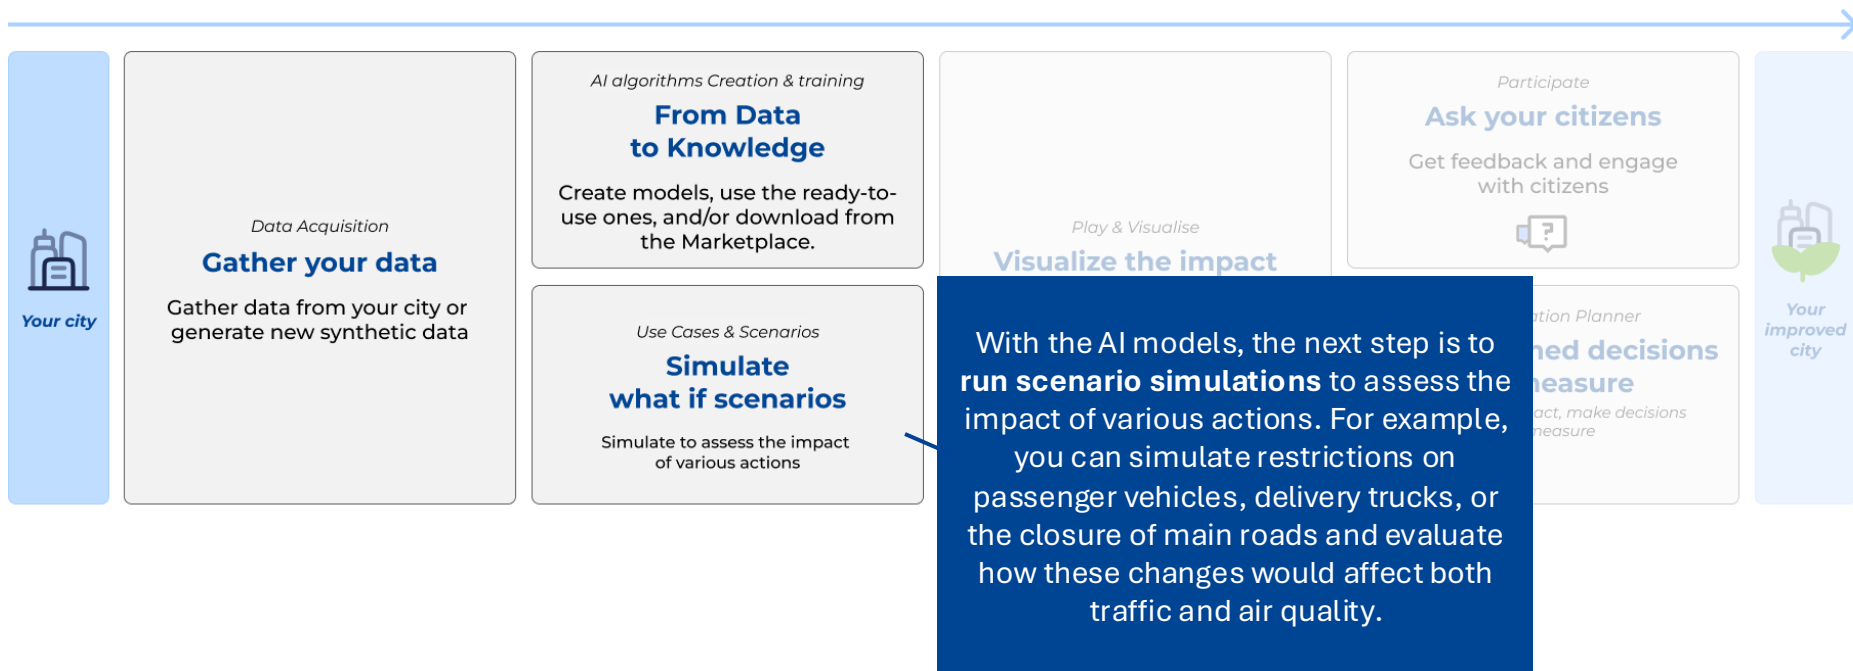 Your city
Data Acquisition
Gather your data
Gather data from your city or
generate new synthetic data
AI algorithms Creation & training
From Data
to Knowledge
Create models, use the ready-to-
use ones, and/or download from
the Marketplace.
Use Cases & Scenarios
Simulate
what if scenarios
Simulate to assess the impact
of various actions
Play & Visualise
Visualize the impact
With the AI models, the next step is to
run scenario simulations to assess the
impact of various actions. For example,
you can simulate restrictions on
passenger vehicles, delivery trucks, or
the closure of main roads and evaluate
how these changes would affect both
traffic and air quality.
Participate
Ask your citizens
Get feedback and engage
with citizens
?
Planner
decisions
make decisions
Your
improved
city